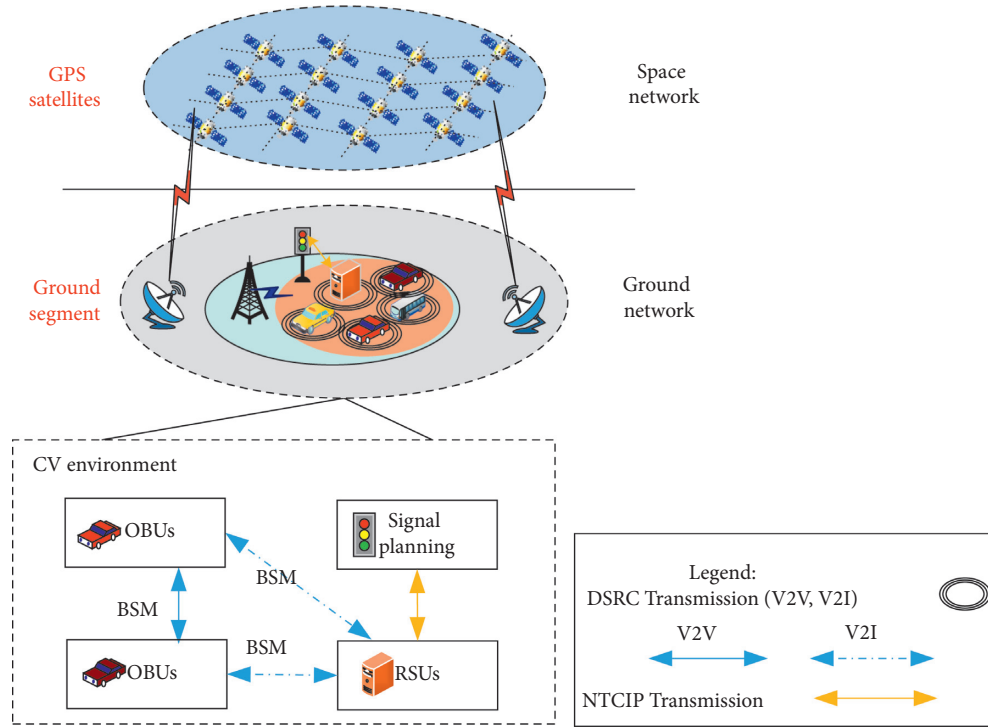 GPS
satellites
Space
network
Ground
segment
Ground
network
CV environment
OBUs
Signal
planning
BSM
BSM
BSM
OBUs
RSUs
Legend:
DSRC Transmission (V2V, V2I)
V2V
V2I
NTCIP Transmission